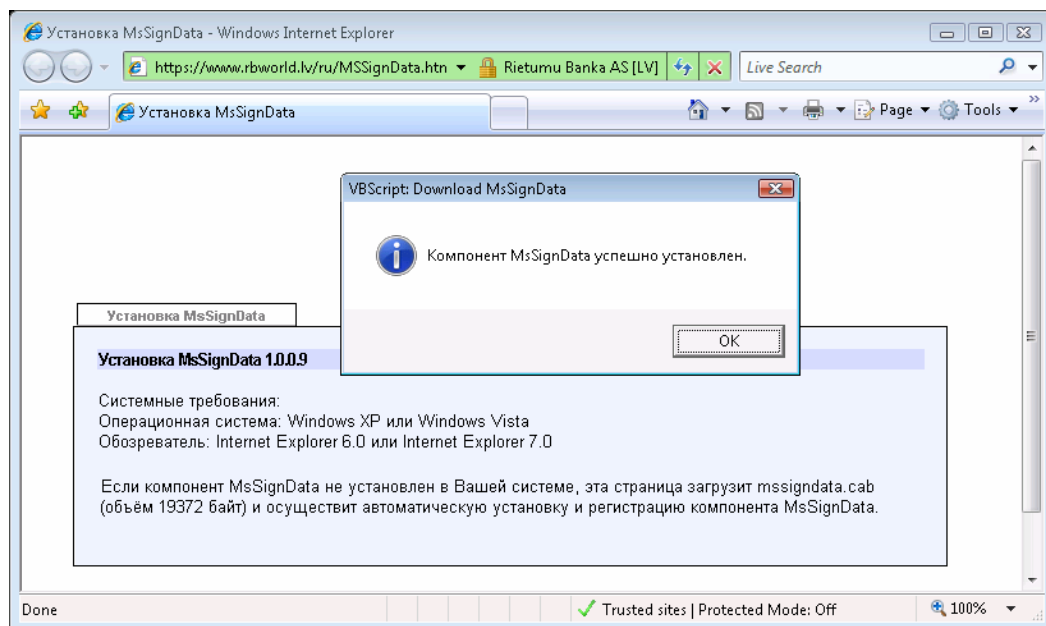 Установка MsSignData - Windows Internet Explorer
https://www.rbworld.lv/ru/MSSignData.htn Rietumu Banka AS [LV] Live Search
Установка MsSignData Page Tools
VBScript: Download MsSignData
Компонент MsSignData успешно установлен.
OK
Установка MsSignData
Установка MsSignData 1.0.0.9
Системные требования:
Операционная система: Windows XP или Windows Vista
Обозреватель: Internet Explorer 6.0 или Internet Explorer 7.0
Если компонент MsSignData не установлен в Вашей системе, эта страница загрузит mssigndata.cab
(объём 19372 байт) и осуществит автоматическую установку и регистрацию компонента MsSignData.
Done Trusted sites | Protected Mode: Off 100%